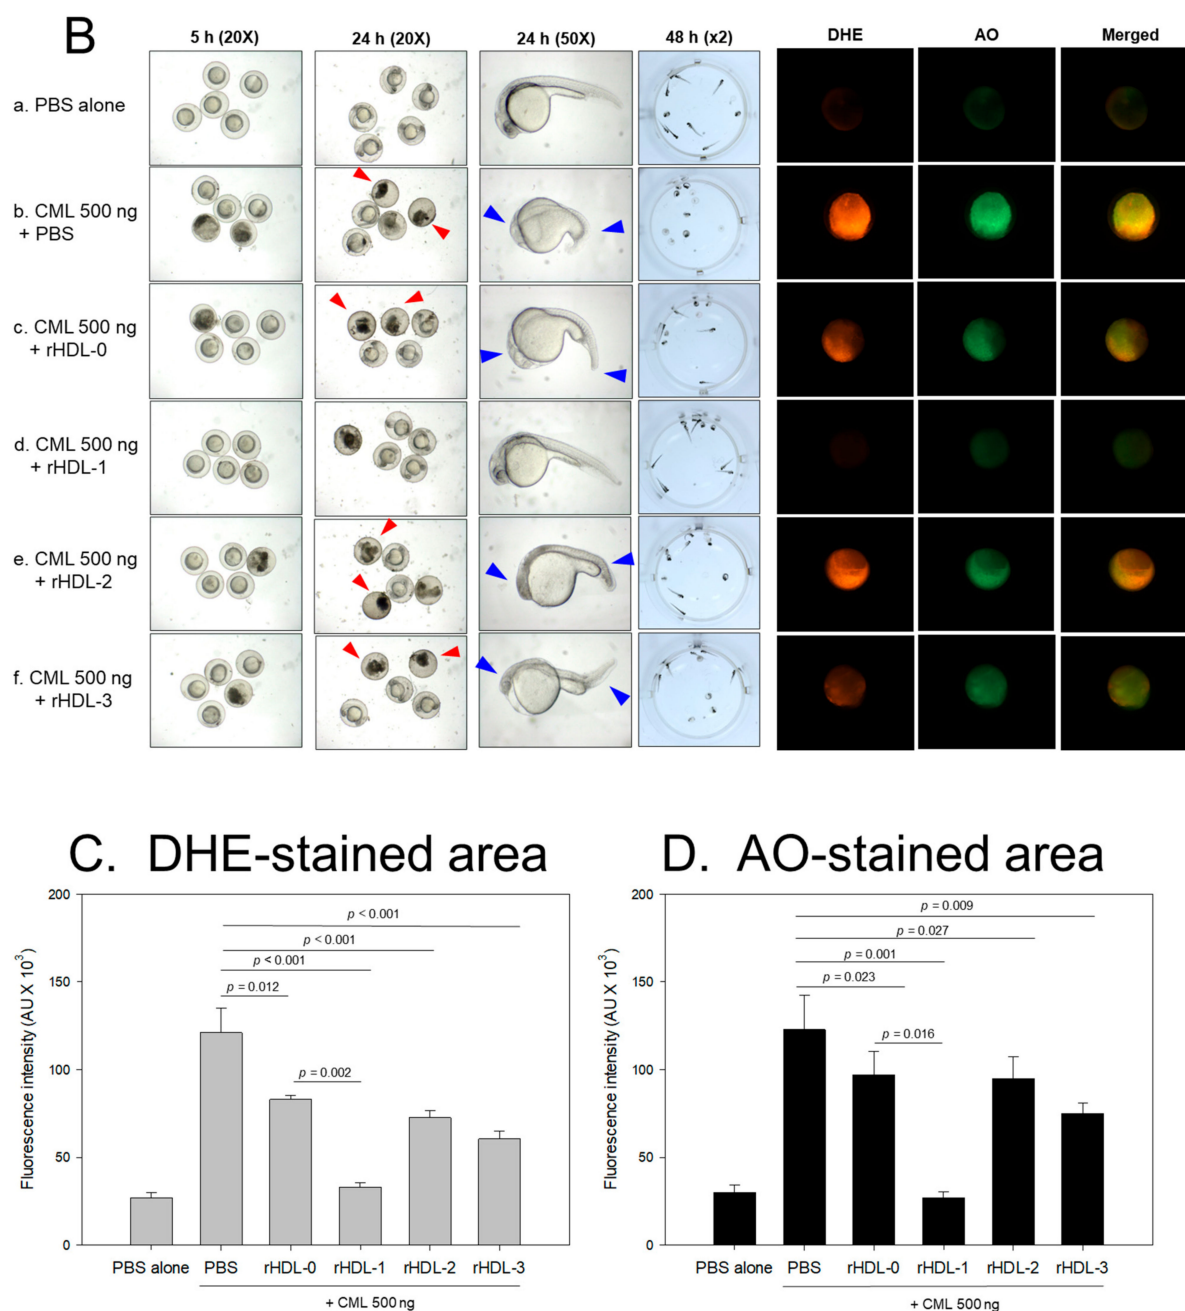 B
5 h (20X) 24 h (20X) 24 h (50X) 48 h (x2) DHE AO Merged
a. PBS alone
b. CML 500 ng
+ PBS
c. CML 500 ng
+ rHDL-0
d. CML 500 ng
+ rHDL-1
e. CML 500 ng
+ rHDL-2
f. CML 500 ng
+ rHDL-3
C. DHE-stained area
Fluorescence intensity (AU X 10³)
200
150
100
50
0
p < 0.001
p < 0.001
p < 0.001
p = 0.012
p = 0.002
PBS alone PBS rHDL-0 rHDL-1 rHDL-2 rHDL-3
+ CML 500 ng
D. AO-stained area
Fluorescence intensity (AU X 10³)
200
150
100
50
0
p = 0.009
p = 0.027
p = 0.001
p = 0.023
p = 0.016
PBS alone PBS rHDL-0 rHDL-1 rHDL-2 rHDL-3
+ CML 500 ng